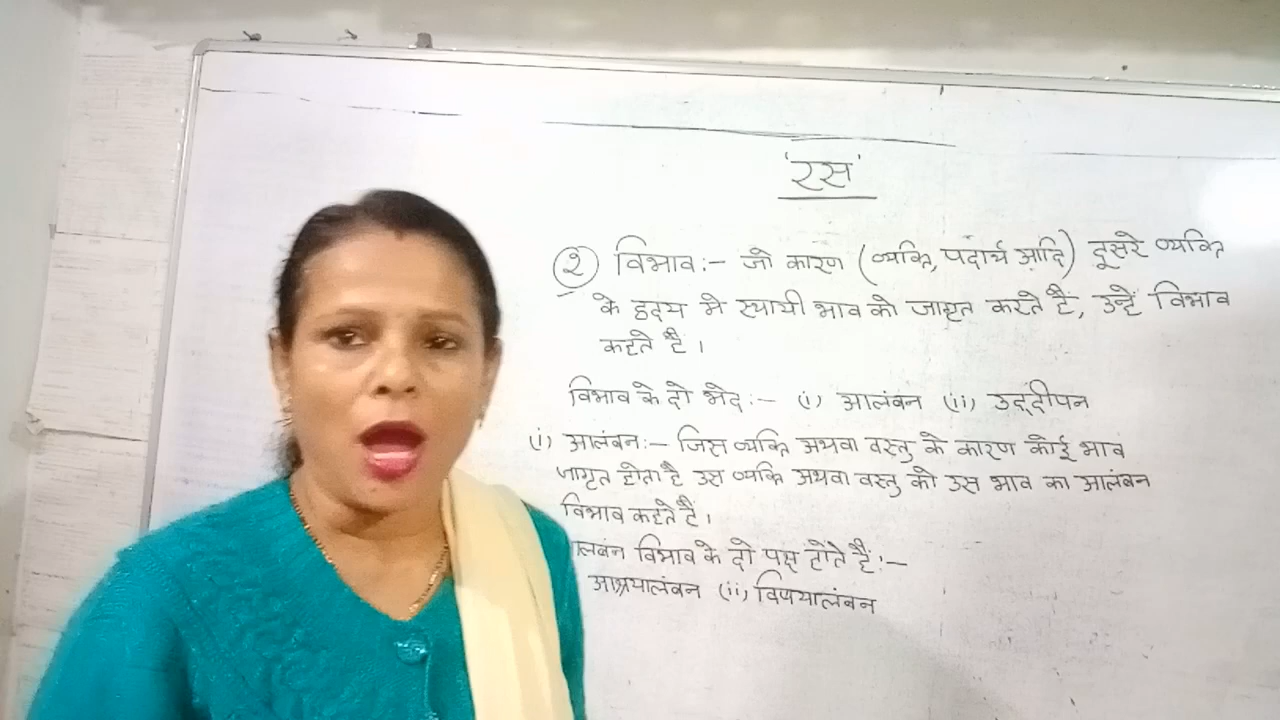 'रस'
२ विभाव:- जो कारण (व्यक्ति, पदार्थ आदि) दूसरे व्यक्ति
के हृदय मे स्थायी भाव को जाग्रत करते हैं, उन्हें विभाव
कहते हैं।
विभाव के दो भेद:- (i) आलंबन (ii) उद्दीपन
(i) आलंबन:- जिस व्यक्ति अथवा वस्तु के कारण कोई भाव
जागृत होता है उस व्यक्ति अथवा वस्तु को उस भाव का आलंबन
विभाव कहते हैं।
लंबन विभाव के दो पक्ष होते हैं:-
आश्रयालंबन (ii) विषयालंबन